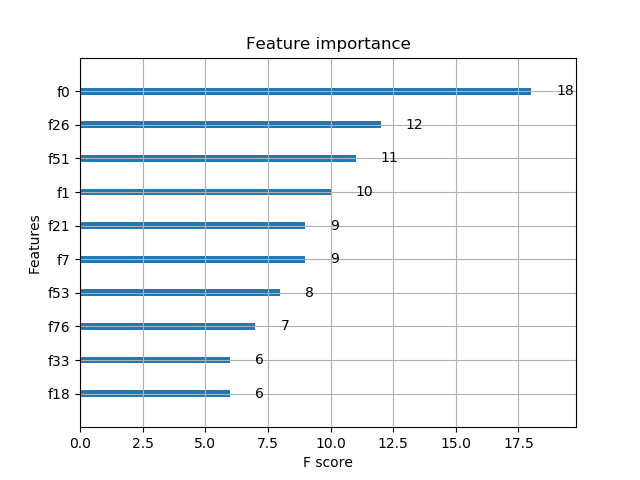 Feature importance
f0 18
f26 12
f51 11
f1 10
f21 9
f7 9
f53 8
f76 7
f33 6
f18 6
Features
0.0 2.5 5.0 7.5 10.0 12.5 15.0 17.5
F score